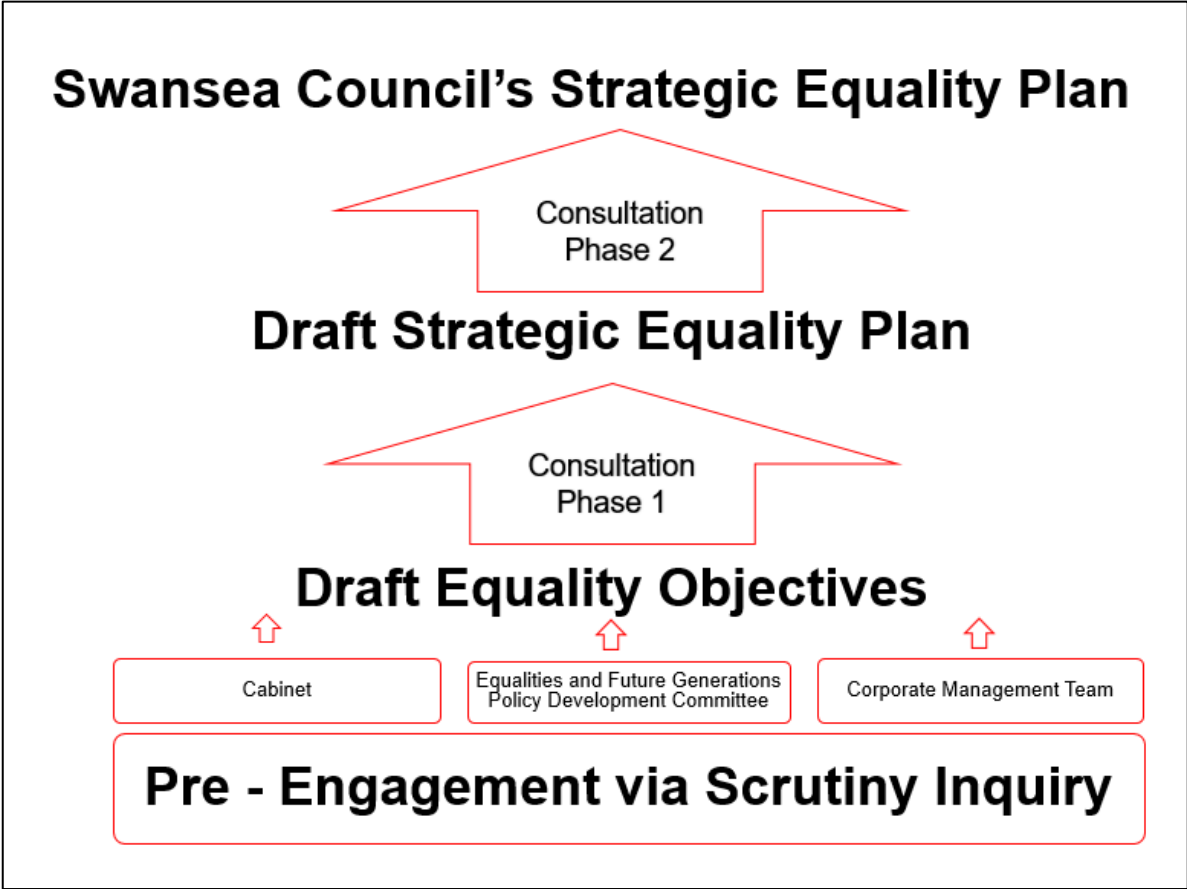 Swansea Council’s Strategic Equality Plan
Consultation
Phase 2
Draft Strategic Equality Plan
Consultation
Phase 1
Draft Equality Objectives
Cabinet
Equalities and Future Generations
Policy Development Committee
Corporate Management Team
Pre - Engagement via Scrutiny Inquiry